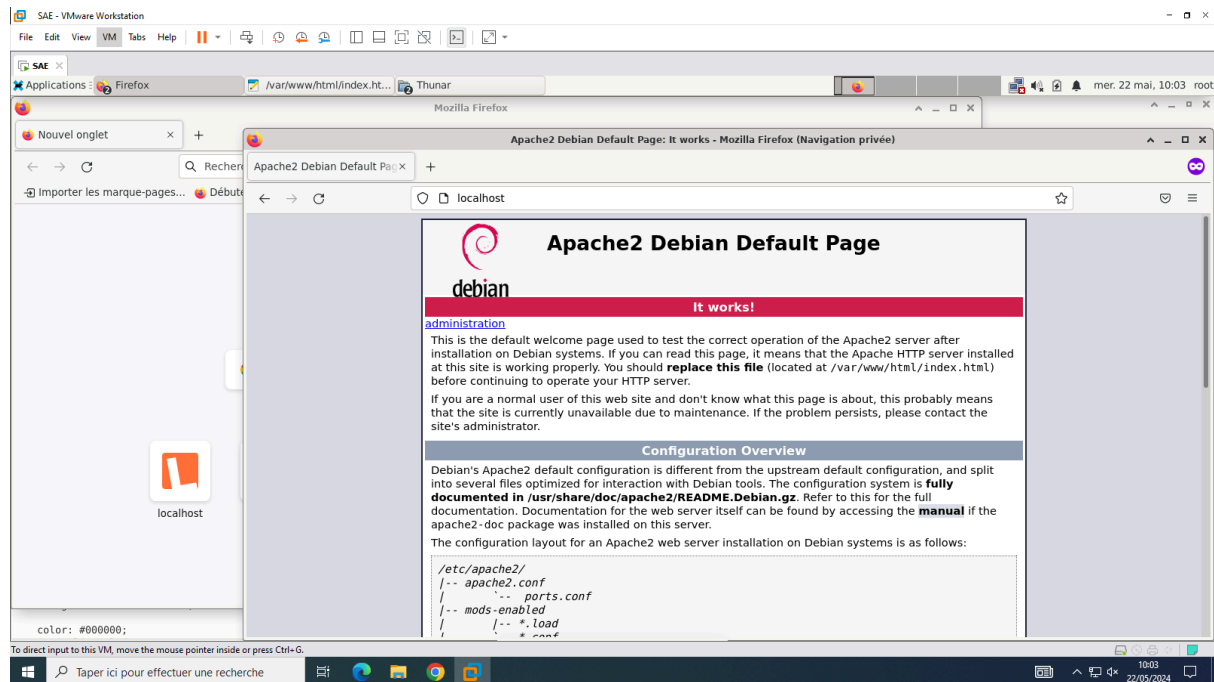 SAE - VMware Workstation
File Edit View VM Tabs Help
SAE
Applications Firefox /var/www/html/index.ht... Thunar mer. 22 mai, 10:03 root
Mozilla Firefox
Nouvel onglet
Apache2 Debian Default Page: It works - Mozilla Firefox (Navigation privée)
Recher
Apache2 Debian Default Pag
Importer les marque-pages... Débute
localhost
Apache2 Debian Default Page
debian
It works!
administration
This is the default welcome page used to test the correct operation of the Apache2 server after
installation on Debian systems. If you can read this page, it means that the Apache HTTP server installed
at this site is working properly. You should replace this file (located at /var/www/html/index.html)
before continuing to operate your HTTP server.
If you are a normal user of this web site and don't know what this page is about, this probably means
that the site is currently unavailable due to maintenance. If the problem persists, please contact the
site's administrator.
Configuration Overview
Debian's Apache2 default configuration is different from the upstream default configuration, and split
into several files optimized for interaction with Debian tools. The configuration system is fully
documented in /usr/share/doc/apache2/README.Debian.gz. Refer to this for the full
documentation. Documentation for the web server itself can be found by accessing the manual if the
apache2-doc package was installed on this server.
The configuration layout for an Apache2 web server installation on Debian systems is as follows:
/etc/apache2/
|-- apache2.conf
| `-- ports.conf
|-- mods-enabled
| |-- *.load
| `-- *.conf
localhost
color: #000000;
To direct input to this VM, move the mouse pointer inside or press Ctrl+G.
Taper ici pour effectuer une recherche
10:03
22/05/2024